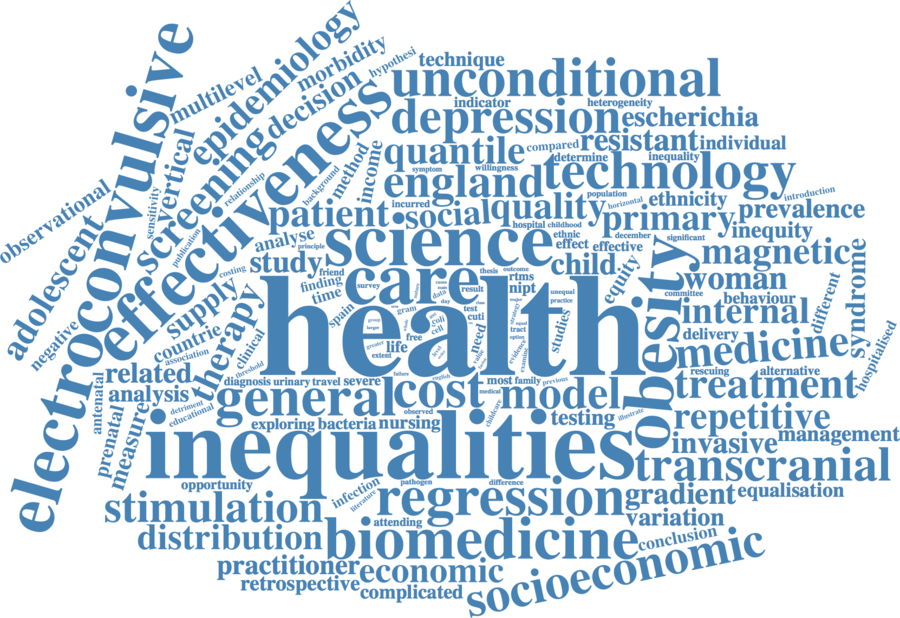 technique
hypothesi
morbidity
epidemiology
unconditional
multilevel
decision
indicator
heterogeneity
electroconvulsive
depression
escherichia
screening
effectiveness
vertical
method
income
quantile
compared
resistant
individual
determine
inequality
technology
relationship
background
symptom
willingness
england
population
introduction
observational
sensitivity
publication
patient
incurred
social
quality
horizontal
ethnicity
primary
prevalence
adolescent
analyse
principle
science
hospital
childhood
ethnic
december
significant
inequity
effect
effective
magnetic
costing
study
friend
care
thesis
outcome
child
equity
obesity
committee
woman
different
syndrome
supply
finding
time
survey
data
day
result
rtms
nipt
unequal
practice
behaviour
internal
negative
countrie
association
therapy
clinical
threshold
spain
health
gram
coli
cell
test
cuti
tract
option
need
studies
evidence
delivery
medicine
hospitalised
group
larger
greater
extent
life
free
level
related
analysis
diagnosis
urinary
travel
severe
failure
english
most
family
previous
rescuing
alternative
treatment
antenatal
prenatal
measure
detriment
educational
general
cost
medical
model
observed
childcare
testing
illustrate
repetitive
exploring
bacteria
nursing
invasive
management
inequalities
transcranial
opportunity
infection
literature
pathogen
difference
regression
gradient
equalisation
stimulation
attending
variation
distribution
biomedicine
conclusion
practitioner
economic
socioeconomic
retrospective
complicated